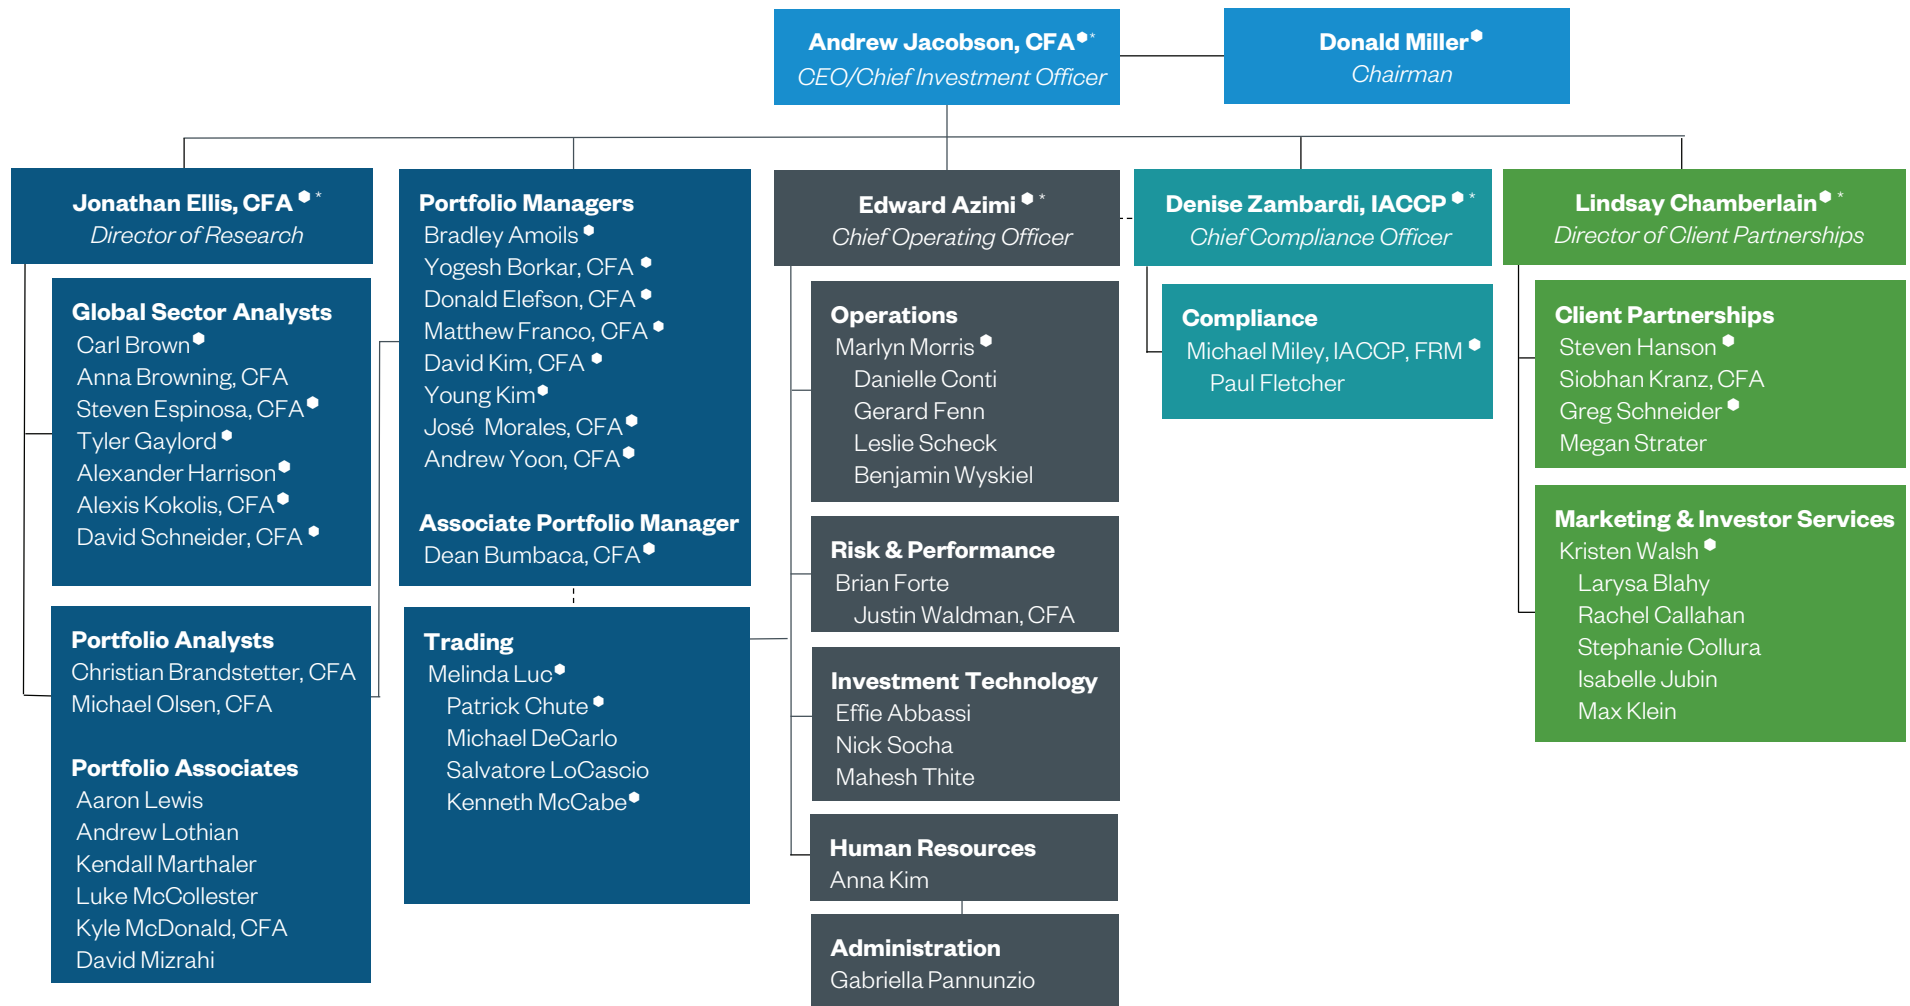 Andrew Jacobson, CFA⬢*
CEO/Chief Investment Officer
Donald Miller⬢
Chairman
Jonathan Ellis, CFA ⬢ *
Director of Research
Global Sector Analysts
Carl Brown⬢
Anna Browning, CFA
Steven Espinosa, CFA⬢
Tyler Gaylord ⬢
Alexander Harrison⬢
Alexis Kokolis, CFA⬢
David Schneider, CFA ⬢
Portfolio Analysts
Christian Brandstetter, CFA
Michael Olsen, CFA
Portfolio Associates
Aaron Lewis
Andrew Lothian
Kendall Marthaler
Luke McCollester
Kyle McDonald, CFA
David Mizrahi
Portfolio Managers
Bradley Amoils ⬢
Yogesh Borkar, CFA ⬢
Donald Elefson, CFA ⬢
Matthew Franco, CFA ⬢
David Kim, CFA ⬢
Young Kim⬢
José Morales, CFA⬢
Andrew Yoon, CFA⬢
Associate Portfolio Manager
Dean Bumbaca, CFA⬢
Trading
Melinda Luc⬢
Patrick Chute ⬢
Michael DeCarlo
Salvatore LoCascio
Kenneth McCabe⬢
Edward Azimi ⬢ *
Chief Operating Officer
Operations
Marlyn Morris ⬢
Danielle Conti
Gerard Fenn
Leslie Scheck
Benjamin Wyskiel
Risk & Performance
Brian Forte
Justin Waldman, CFA
Investment Technology
Effie Abbassi
Nick Socha
Mahesh Thite
Human Resources
Anna Kim
Administration
Gabriella Pannunzio
Denise Zambardi, IACCP ⬢ *
Chief Compliance Officer
Compliance
Michael Miley, IACCP, FRM ⬢
Paul Fletcher
Lindsay Chamberlain⬢ *
Director of Client Partnerships
Client Partnerships
Steven Hanson ⬢
Siobhan Kranz, CFA
Greg Schneider ⬢
Megan Strater
Marketing & Investor Services
Kristen Walsh ⬢
Larysa Blahy
Rachel Callahan
Stephanie Collura
Isabelle Jubin
Max Klein